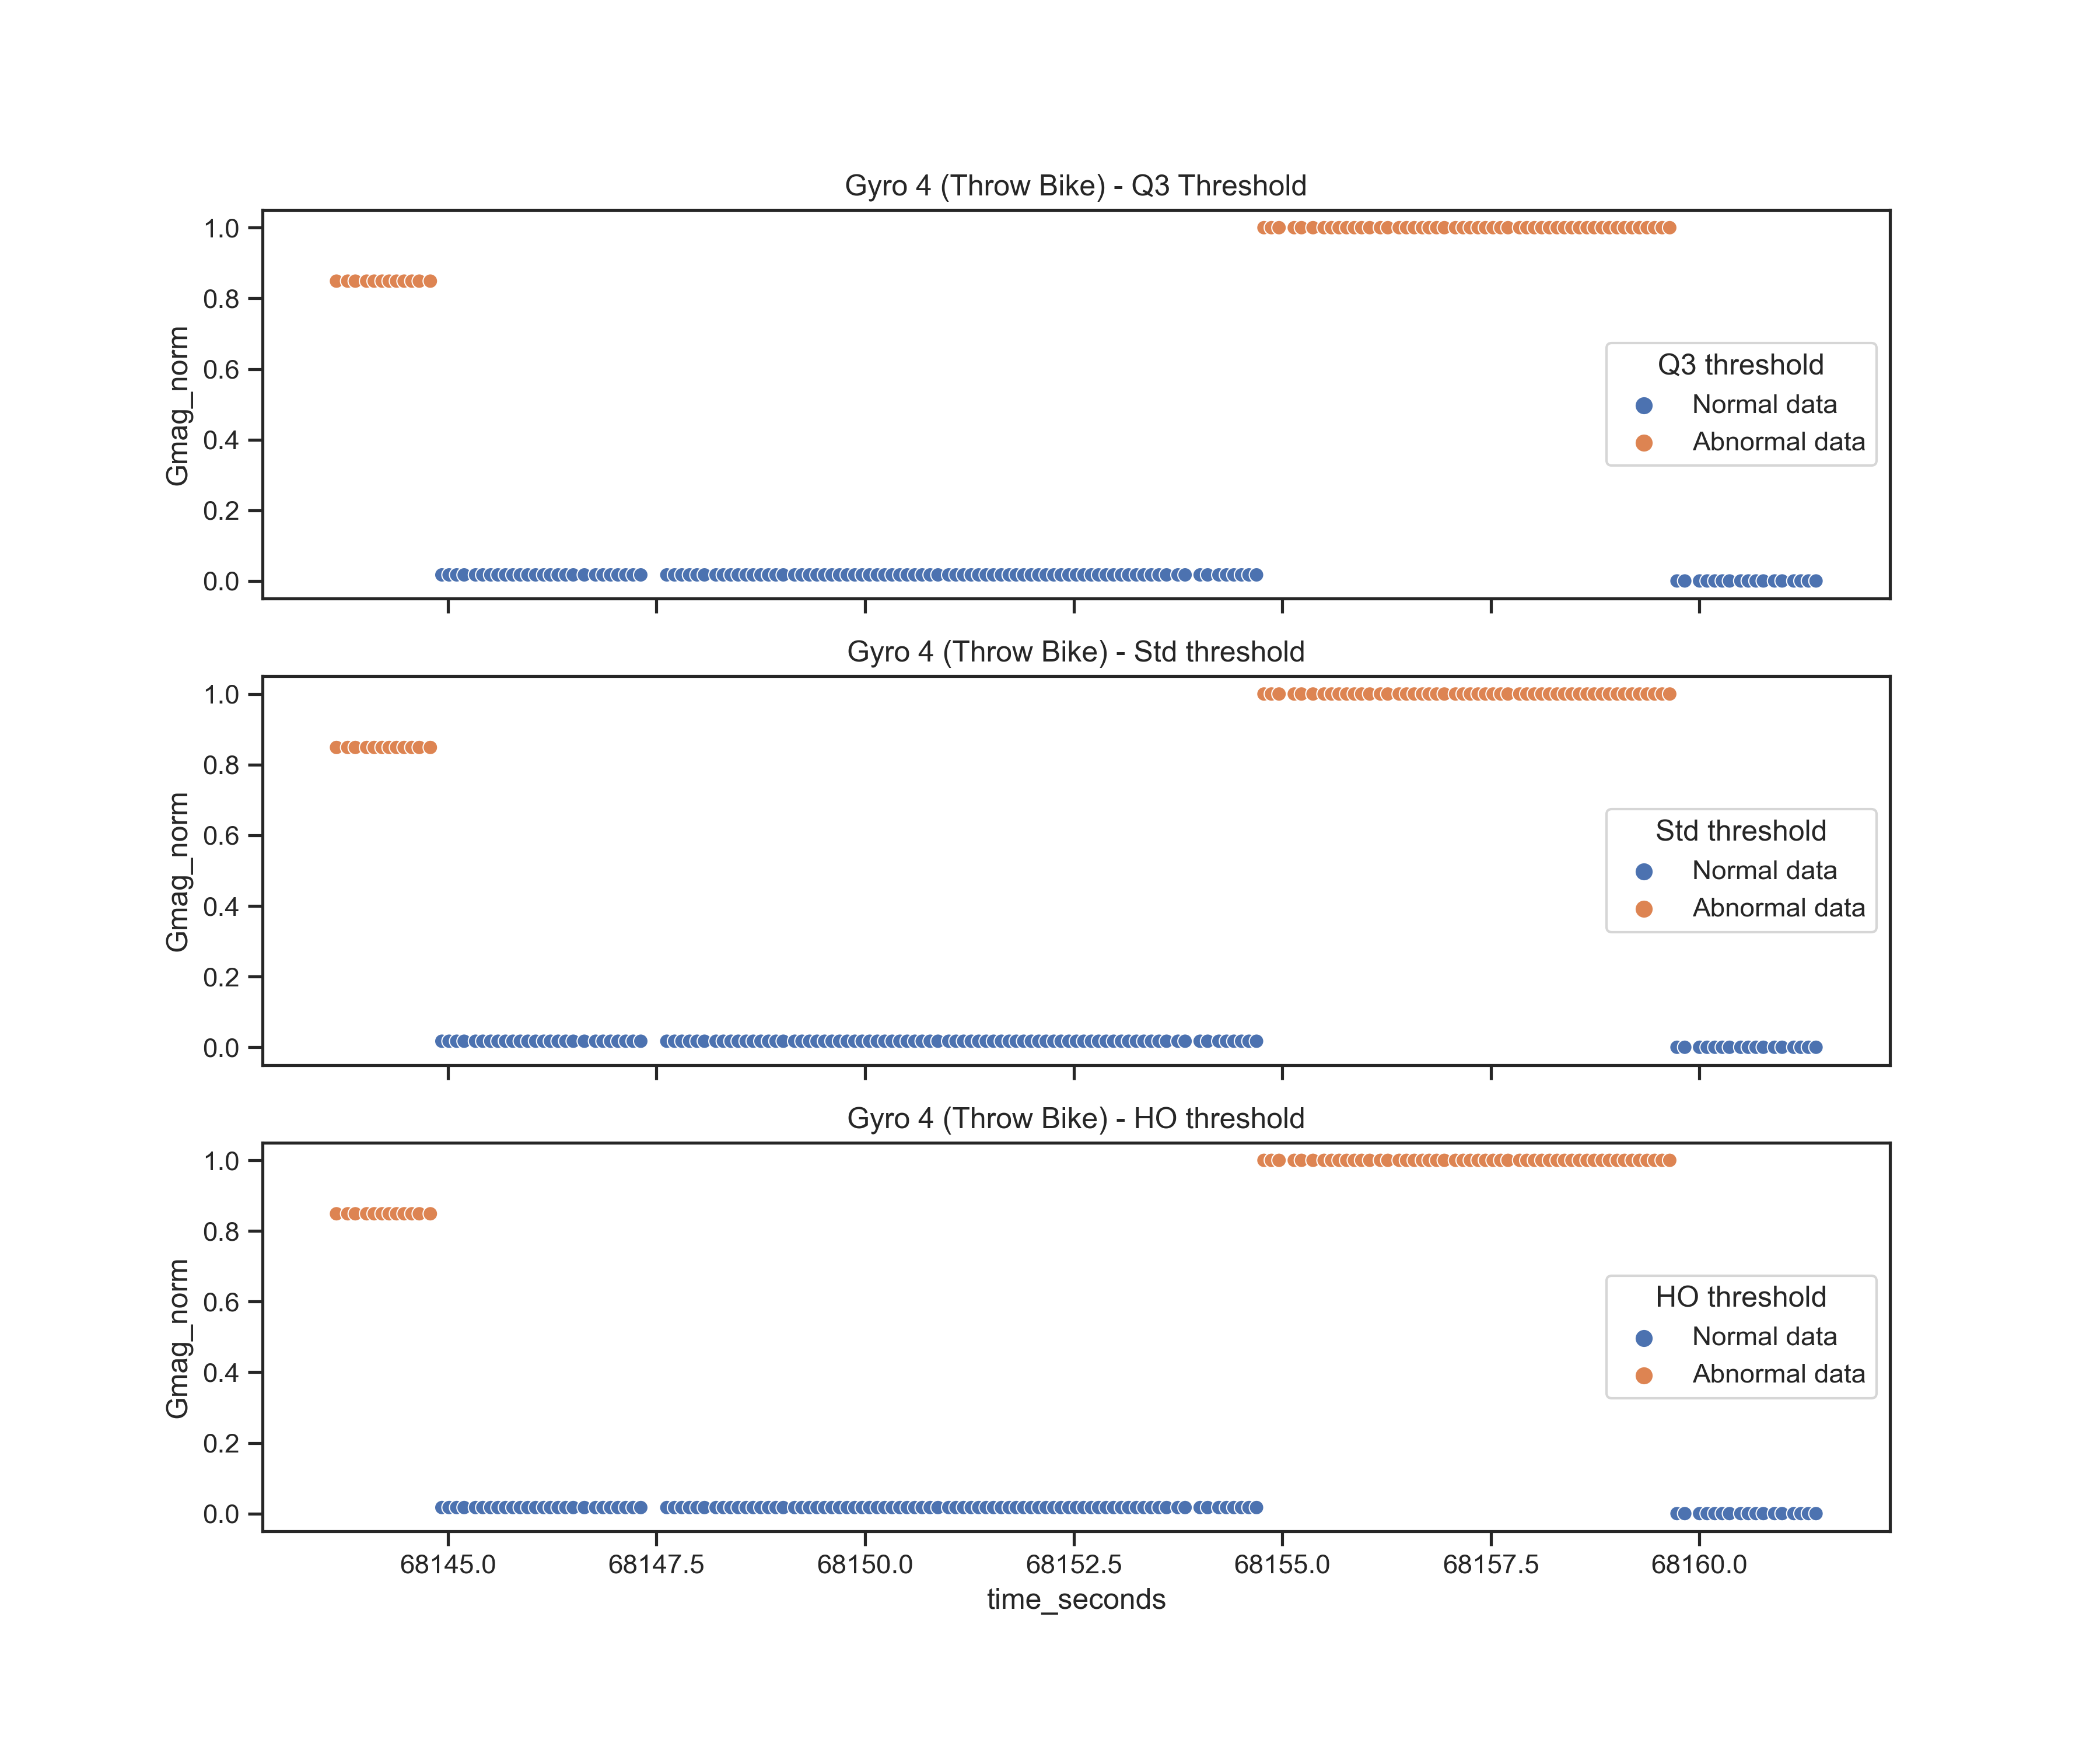 Gyro 4 (Throw Bike) - Q3 Threshold
1.0
0.8
0.6
0.4
0.2
0.0
Gmag_norm
Q3 threshold
Normal data
Abnormal data
Gyro 4 (Throw Bike) - Std threshold
1.0
0.8
0.6
0.4
0.2
0.0
Gmag_norm
Std threshold
Normal data
Abnormal data
Gyro 4 (Throw Bike) - HO threshold
1.0
0.8
0.6
0.4
0.2
0.0
Gmag_norm
HO threshold
Normal data
Abnormal data
68145.0 68147.5 68150.0 68152.5 68155.0 68157.5 68160.0
time_seconds